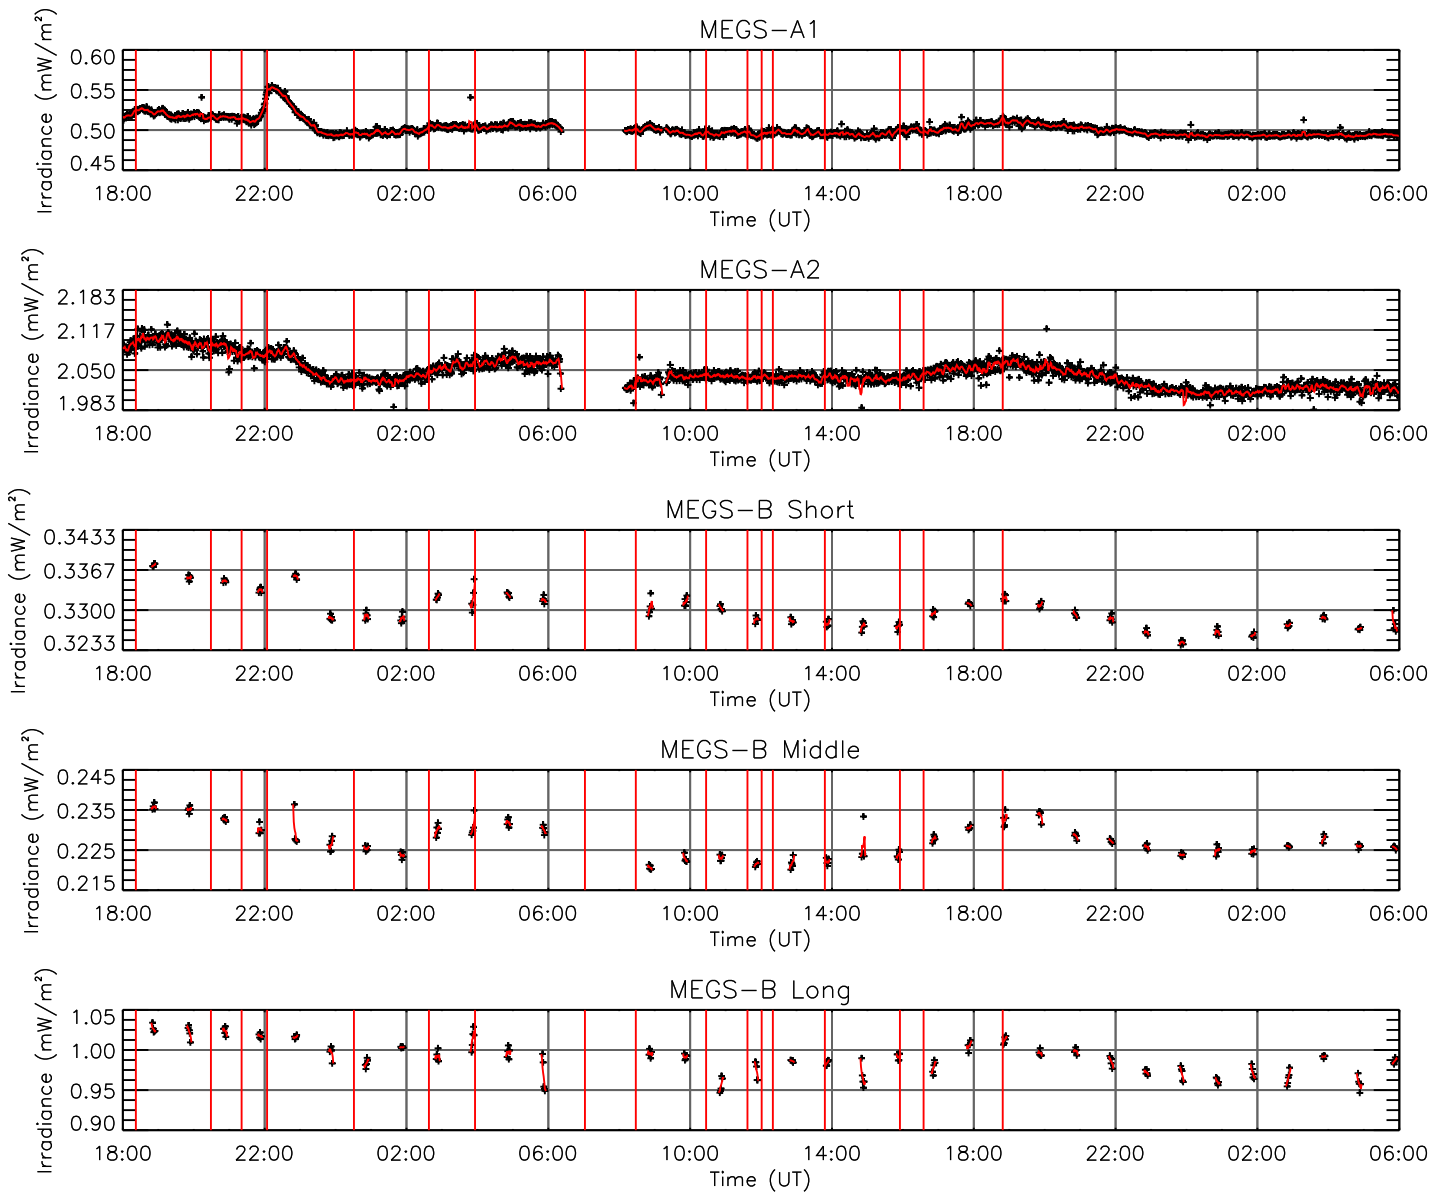 MEGS-A1
Irradiance (mW/m²)
0.60
0.55
0.50
0.45
18:00 22:00 02:00 06:00 10:00 14:00 18:00 22:00 02:00 06:00
Time (UT)
MEGS-A2
Irradiance (mW/m²)
2.183
2.117
2.050
1.983
18:00 22:00 02:00 06:00 10:00 14:00 18:00 22:00 02:00 06:00
Time (UT)
MEGS-B Short
Irradiance (mW/m²)
0.3433
0.3367
0.3300
0.3233
18:00 22:00 02:00 06:00 10:00 14:00 18:00 22:00 02:00 06:00
Time (UT)
MEGS-B Middle
Irradiance (mW/m²)
0.245
0.235
0.225
0.215
18:00 22:00 02:00 06:00 10:00 14:00 18:00 22:00 02:00 06:00
Time (UT)
MEGS-B Long
Irradiance (mW/m²)
1.05
1.00
0.95
0.90
18:00 22:00 02:00 06:00 10:00 14:00 18:00 22:00 02:00 06:00
Time (UT)